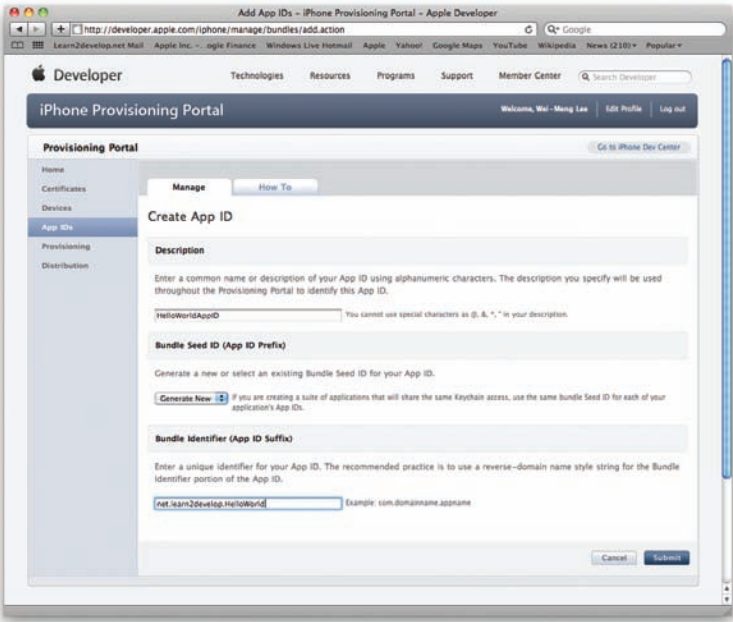 Add App IDs - iPhone Provisioning Portal - Apple Developer
http://developer.apple.com/iphone/manage/bundles/add.action
Google
Learn2develop.net Mail Apple Inc. - ...ogle Finance Windows Live Hotmail Apple Yahoo! Google Maps YouTube Wikipedia News (210) Popular
Developer
Technologies Resources Programs Support Member Center Search Developer
iPhone Provisioning Portal
Welcome, Wei-Meng Lee Edit Profile Log out
Provisioning Portal
Go to iPhone Dev Center
Home
Certificates
Devices
App IDs
Provisioning
Distribution
Manage How To
Create App ID
Description
Enter a common name or description of your App ID using alphanumeric characters. The description you specify will be used
throughout the Provisioning Portal to identify this App ID.
HelloWorldAppID
You cannot use special characters as @, &, *, " in your description.
Bundle Seed ID (App ID Prefix)
Generate a new or select an existing Bundle Seed ID for your App ID.
Generate New
If you are creating a suite of applications that will share the same Keychain access, use the same bundle Seed ID for each of your
application's App IDs.
Bundle Identifier (App ID Suffix)
Enter a unique identifier for your App ID. The recommended practice is to use a reverse-domain name style string for the Bundle
Identifier portion of the App ID.
net.learn2develop.HelloWorld
Example: com.domainname.appname
Cancel Submit